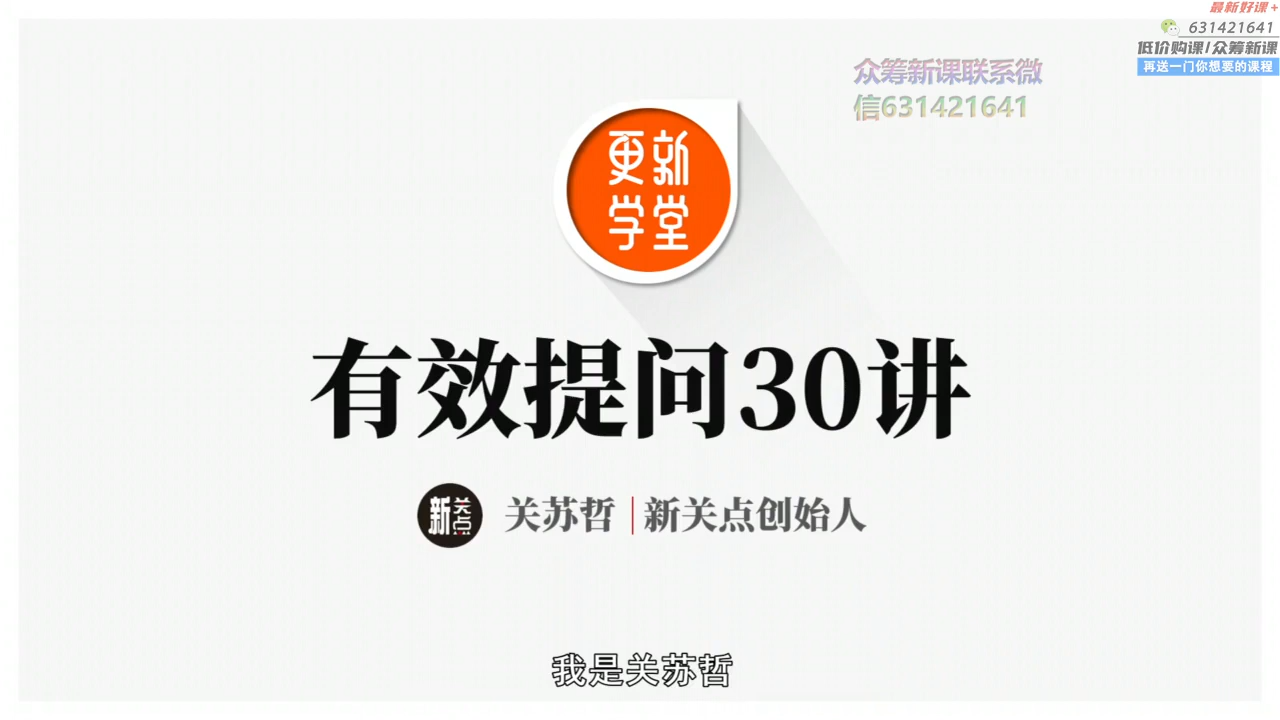 最新好课+
631421641
低价购课/众筹新课
再送一门你想要的课程
众筹新课联系微
信631421641
更新
学堂
有效提问30讲
新关点
关苏哲|新关点创始人
我是关苏哲